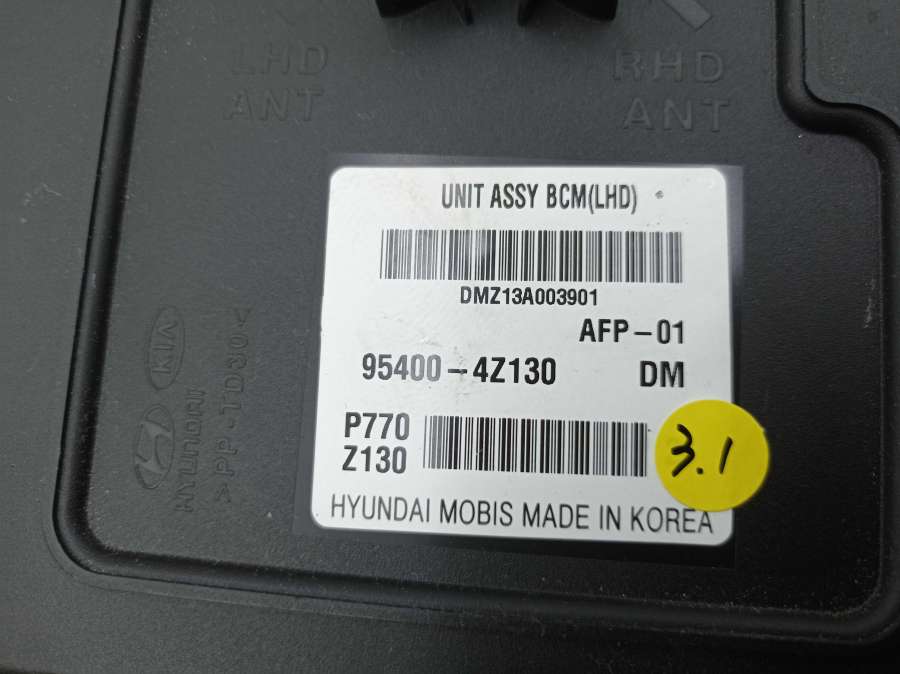 LHD
ANT
RHD
ANT
UNIT ASSY BCM(LHD)
DMZ13A003901
AFP-01
95400-4Z130 DM
P770
Z130
3.1
HYUNDAI MOBIS MADE IN KOREA
KIA
HYUNDAI
>PP-TD30<